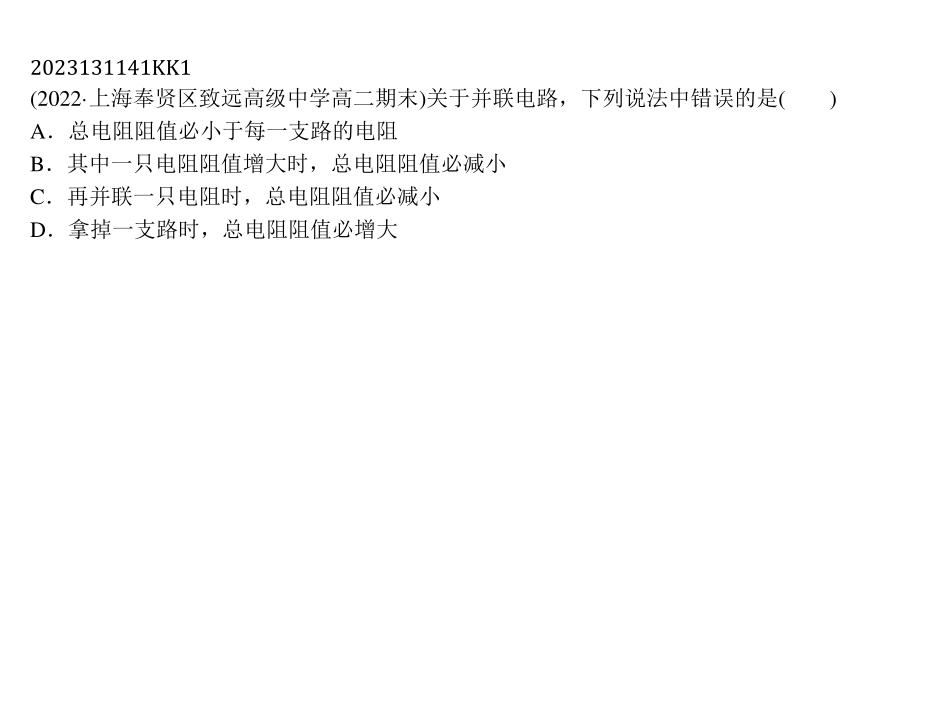 2023131141KK1
(2022·上海奉贤区致远高级中学高二期末)关于并联电路，下列说法中错误的是(　　)
A．总电阻阻值必小于每一支路的电阻
B．其中一只电阻阻值增大时，总电阻阻值必减小
C．再并联一只电阻时，总电阻阻值必减小
D．拿掉一支路时，总电阻阻值必增大